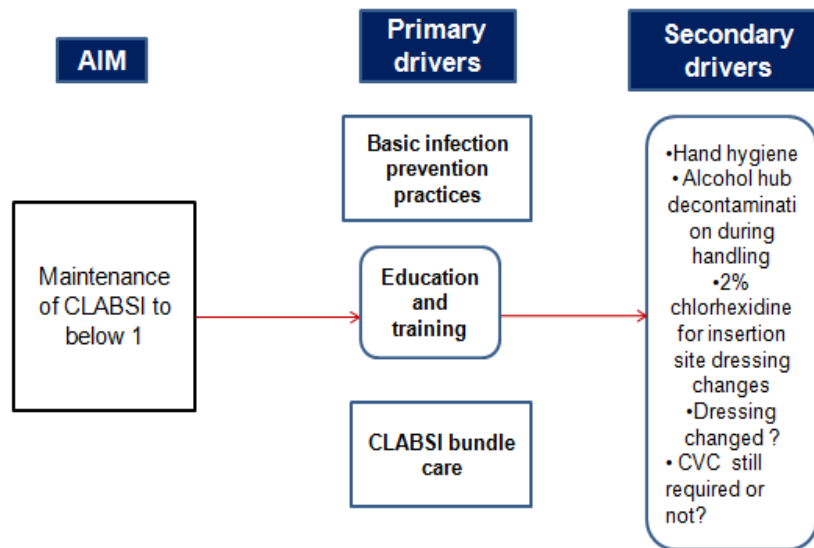 AIM
Primary
drivers
Secondary
drivers
Basic infection
prevention
practices
Maintenance
of CLABSI to
below 1
Education
and
training
CLABSI bundle
care
•Hand hygiene
• Alcohol hub
decontaminati
on during
handling
•2%
chlorhexidine
for insertion
site dressing
changes
•Dressing
changed ?
• CVC still
required or
not?